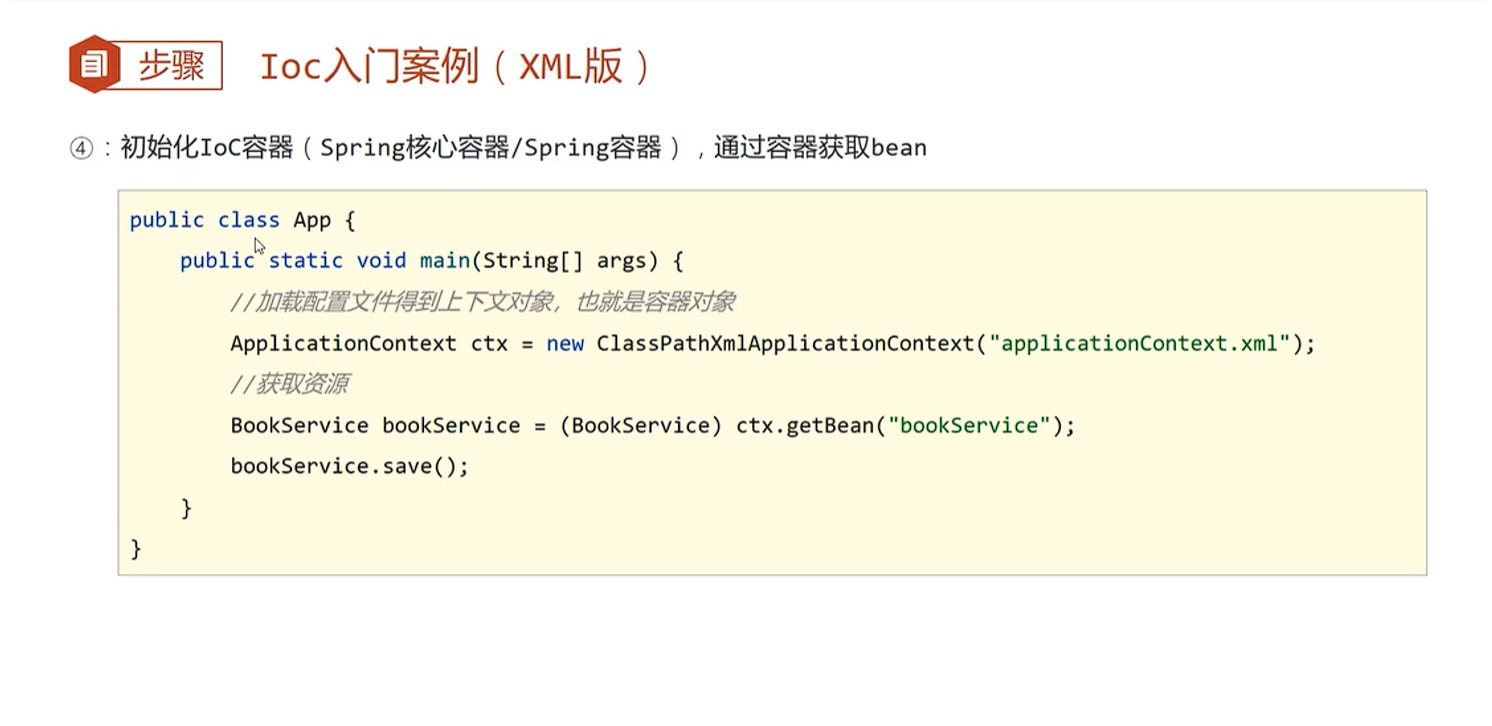 步骤 Ioc入门案例（XML版）
④：初始化IoC容器（Spring核心容器/Spring容器），通过容器获取bean
public class App {
    public static void main(String[] args) {
        //加载配置文件得到上下文对象，也就是容器对象
        ApplicationContext ctx = new ClassPathXmlApplicationContext("applicationContext.xml");
        //获取资源
        BookService bookService = (BookService) ctx.getBean("bookService");
        bookService.save();
    }
}